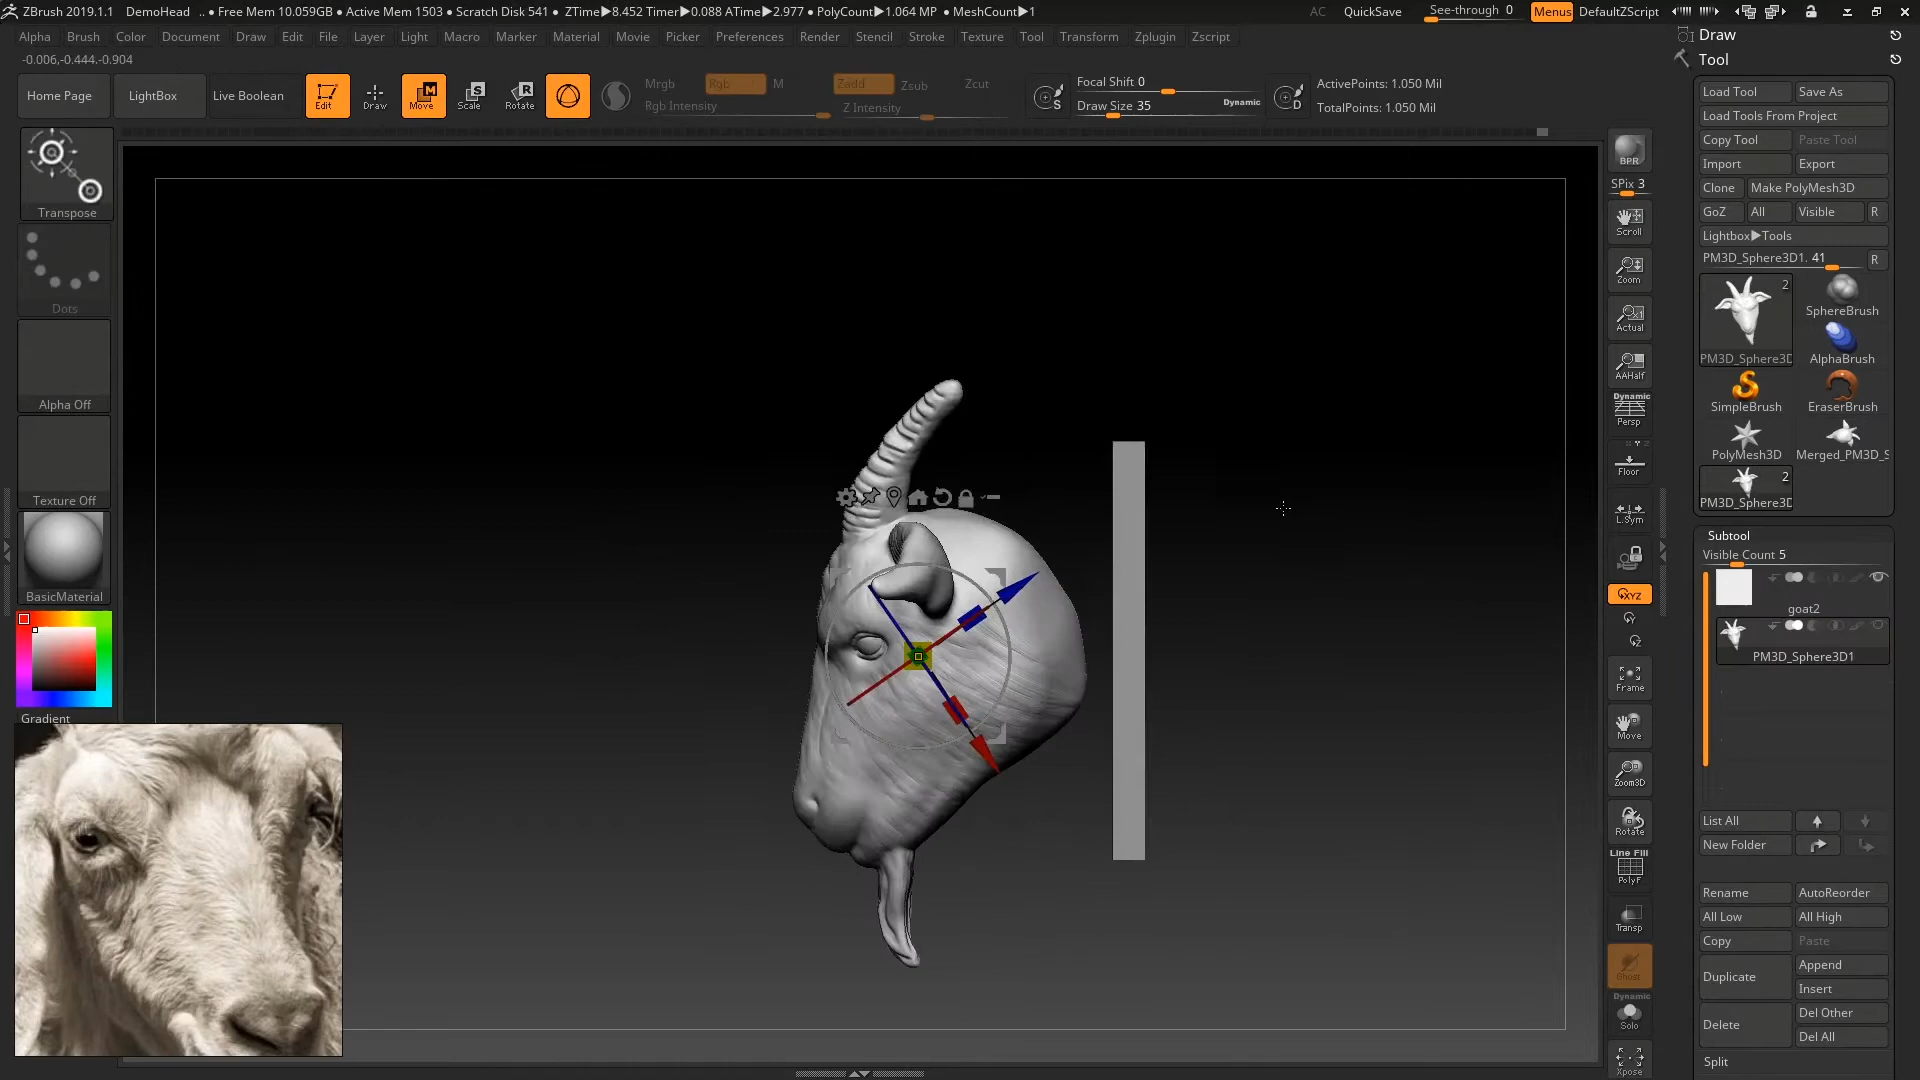 ZBrush 2019.1.1 DemoHead .. • Free Mem 10.059GB • Active Mem 1503 • Scratch Disk 541 • ZTime▶8.452 Timer▶0.088 ATime▶2.977 • PolyCount▶1.064 MP • MeshCount▶1 AC QuickSave See-through 0 Menus DefaultZScript
Alpha Brush Color Document Draw Edit File Layer Light Macro Marker Material Movie Picker Preferences Render Stencil Stroke Texture Tool Transform Zplugin Zscript
-0.006,-0.444,-0.904
Home Page LightBox Live Boolean Edit Draw Move Scale Rotate
Mrgb Rgb M Zadd Zsub Zcut
Rgb Intensity Z Intensity
S Focal Shift 0
Draw Size 35 Dynamic D
ActivePoints: 1.050 Mil
TotalPoints: 1.050 Mil
Transpose
Dots
Alpha Off
Texture Off
BasicMaterial
Gradient
BPR
SPix 3
Scroll
Zoom
Actual
AAHalf
Dynamic
Persp
Floor
L.Sym
XYZ
Frame
Move
Zoom3D
Rotate
Line Fill
PolyF
Transp
Ghost
Dynamic
Solo
Xpose
Draw
Tool
Load Tool Save As
Load Tools From Project
Copy Tool Paste Tool
Import Export
Clone Make PolyMesh3D
GoZ All Visible R
Lightbox▶Tools
PM3D_Sphere3D1. 41 R
2
SphereBrush
PM3D_Sphere3D AlphaBrush
SimpleBrush EraserBrush
PolyMesh3D Merged_PM3D_S
2
PM3D_Sphere3D
Subtool
Visible Count 5
goat2
PM3D_Sphere3D1
List All
New Folder
Rename AutoReorder
All Low All High
Copy Paste
Duplicate Append
Insert
Delete Del Other
Del All
Split